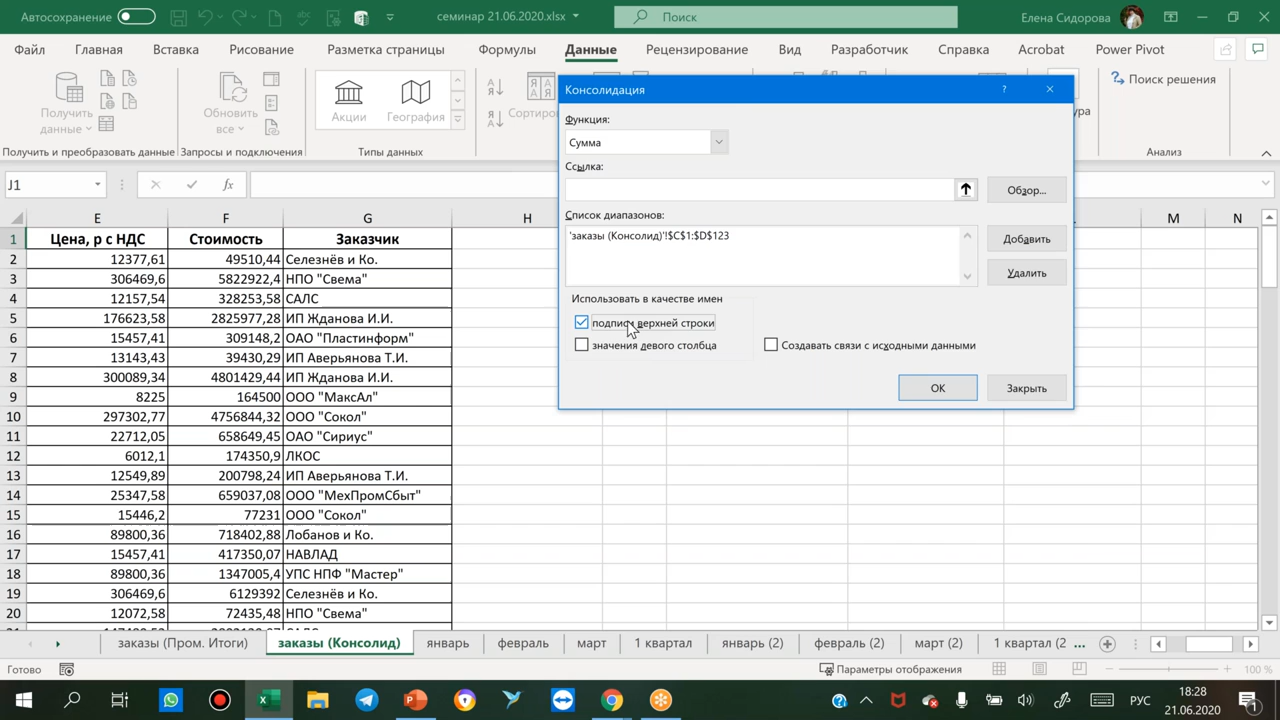 Автосохранение
семинар 21.06.2020.xlsx
Поиск
Елена Сидорова
Файл Главная Вставка Рисование Разметка страницы Формулы Данные Рецензирование Вид Разработчик Справка Acrobat Power Pivot
Получить данные
Обновить все
Акции
География
Поиск решения
Получить и преобразовать данные
Запросы и подключения
Типы данных
Анализ
J1
fx
Консолидация
?
Функция:
Сумма
Ссылка:
Обзор...
Список диапазонов:
'заказы (Консолид)'!$C$1:$D$123
Добавить
Удалить
Использовать в качестве имен
подписи верхней строки
значения левого столбца
Создавать связи с исходными данными
ОК
Закрыть
E F G H M N
1 Цена, р с НДС Стоимость Заказчик
2 12377,61 49510,44 Селезнёв и Ко.
3 306469,6 5822922,4 НПО "Свема"
4 12157,54 328253,58 САЛС
5 176623,58 2825977,28 ИП Жданова И.И.
6 15457,41 309148,2 ОАО "Пластинформ"
7 13143,43 39430,29 ИП Аверьянова Т.И.
8 300089,34 4801429,44 ИП Жданова И.И.
9 8225 164500 ООО "МаксАл"
10 297302,77 4756844,32 ООО "Сокол"
11 22712,05 658649,45 ОАО "Сириус"
12 6012,1 174350,9 ЛКОС
13 12549,89 200798,24 ИП Аверьянова Т.И.
14 25347,58 659037,08 ООО "МехПромСбыт"
15 15446,2 77231 ООО "Сокол"
16 89800,36 718402,88 Лобанов и Ко.
17 15457,41 417350,07 НАВЛАД
18 89800,36 1347005,4 УПС НПФ "Мастер"
19 306469,6 6129392 Селезнёв и Ко.
20 12072,58 72435,48 НПО "Свема"
заказы (Пром. Итоги) заказы (Консолид) январь февраль март 1 квартал январь (2) февраль (2) март (2) 1 квартал (2 ...
Готово
Параметры отображения
100 %
РУС
18:28
21.06.2020